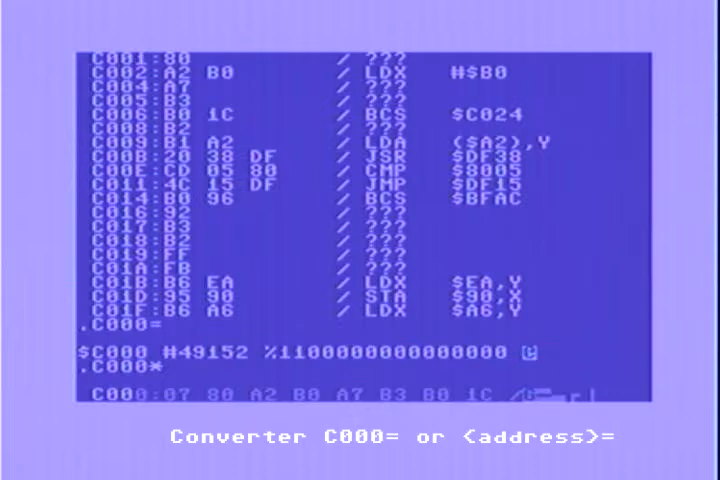 C001:80 / ???
C002:A2 B0 / LDX #$B0
C004:A7 / ???
C005:B3 / ???
C006:B0 1C / BCS $C024
C008:B2 / ???
C009:B1 A2 / LDA ($A2),Y
C00B:20 38 DF / JSR $DF38
C00E:CD 05 80 / CMP $8005
C011:4C 15 DF / JMP $DF15
C014:B0 96 / BCS $BFAC
C016:92 / ???
C017:B3 / ???
C018:B2 / ???
C019:FF / ???
C01A:FB / ???
C01B:B6 EA / LDX $EA,Y
C01D:95 90 / STA $90,X
C01F:B6 A6 / LDX $A6,Y
.C000=
$C000 #49152 %1100000000000000
.C000*
C000:07 80 A2 B0 A7 B3 B0 1C
Converter C000= or <address>=